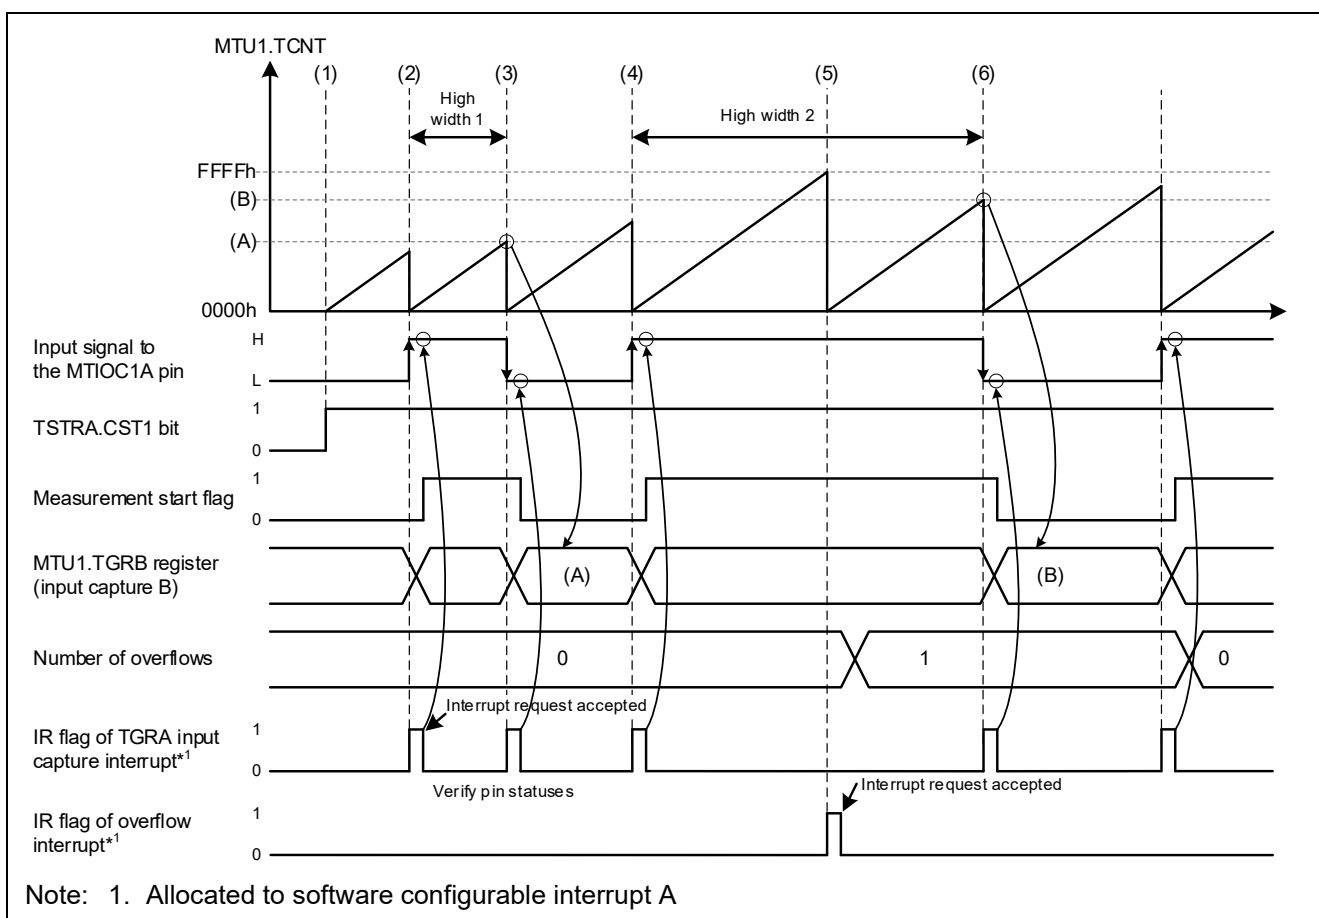 MTU1.TCNT
(1) (2) (3) (4) (5) (6)
High
width 1
High width 2
FFFFh
(B)
(A)
0000h
Input signal to
the MTIOC1A pin
H
L
TSTRA.CST1 bit
1
0
Measurement start flag
1
0
MTU1.TGRB register
(input capture B)
(A)
(B)
Number of overflows
0 1 0
Interrupt request accepted
IR flag of TGRA input
capture interrupt*1
1
0
Verify pin statuses
Interrupt request accepted
IR flag of overflow
interrupt*1
1
0
Note: 1. Allocated to software configurable interrupt A